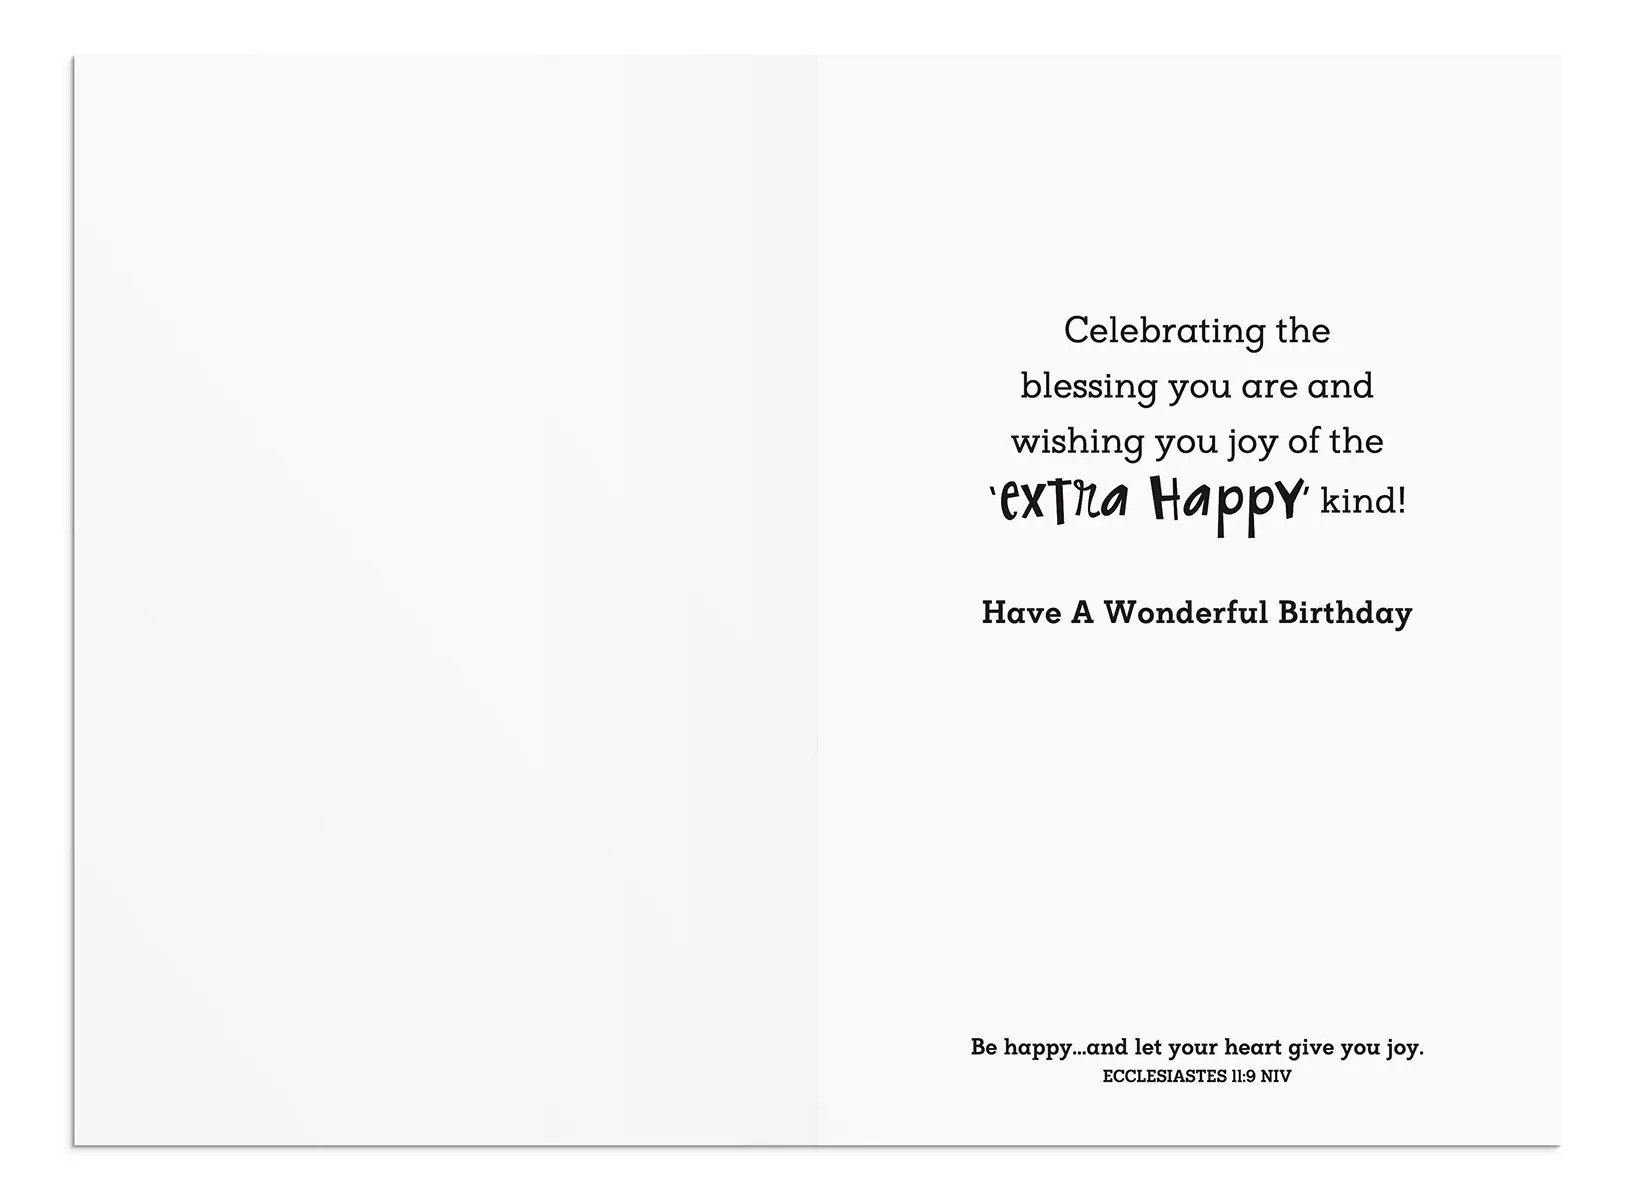 Celebrating the
blessing you are and
wishing you joy of the
‘extra Happy’ kind!
Have A Wonderful Birthday
Be happy...and let your heart give you joy.
ECCLESIASTES 11:9 NIV